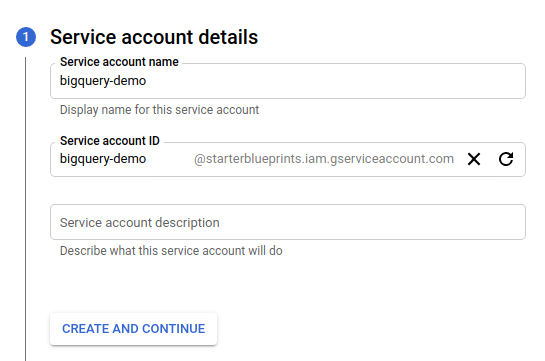 1 Service account details
Service account name
bigquery-demo
Display name for this service account
Service account ID
bigquery-demo @starterblueprints.iam.gserviceaccount.com
Service account description
Describe what this service account will do
CREATE AND CONTINUE